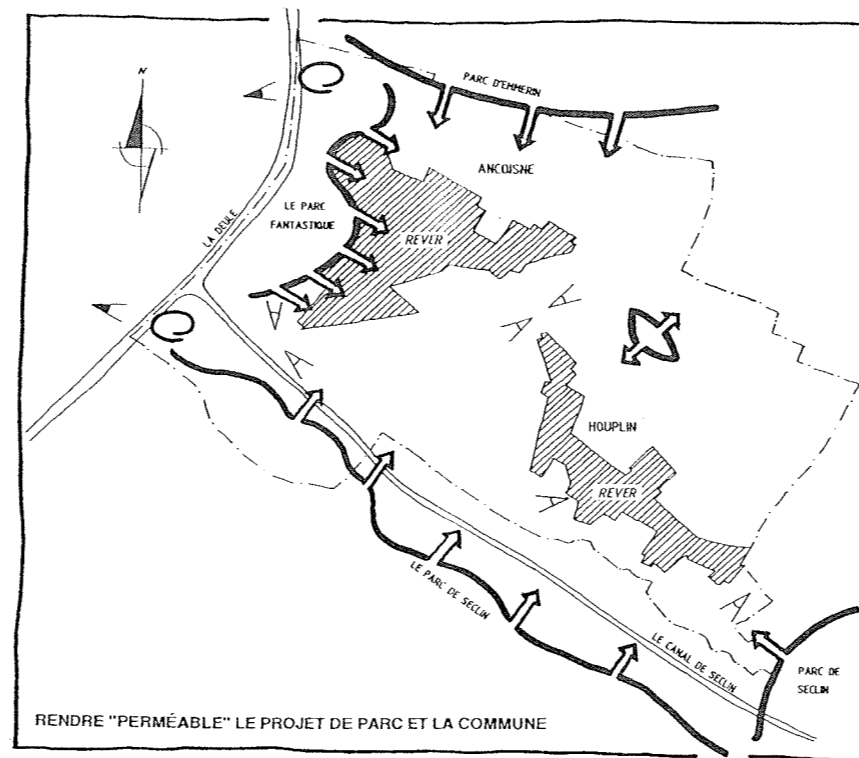 N
PARC D'EMMERIN
ANCOISNE
LE PARC
FANTASTIQUE
REVER
LA DEULE
HOUPLIN
REVER
LE PARC DE SECLIN
LE CANAL DE SECLIN
PARC DE
SECLIN
RENDRE "PERMÉABLE" LE PROJET DE PARC ET LA COMMUNE